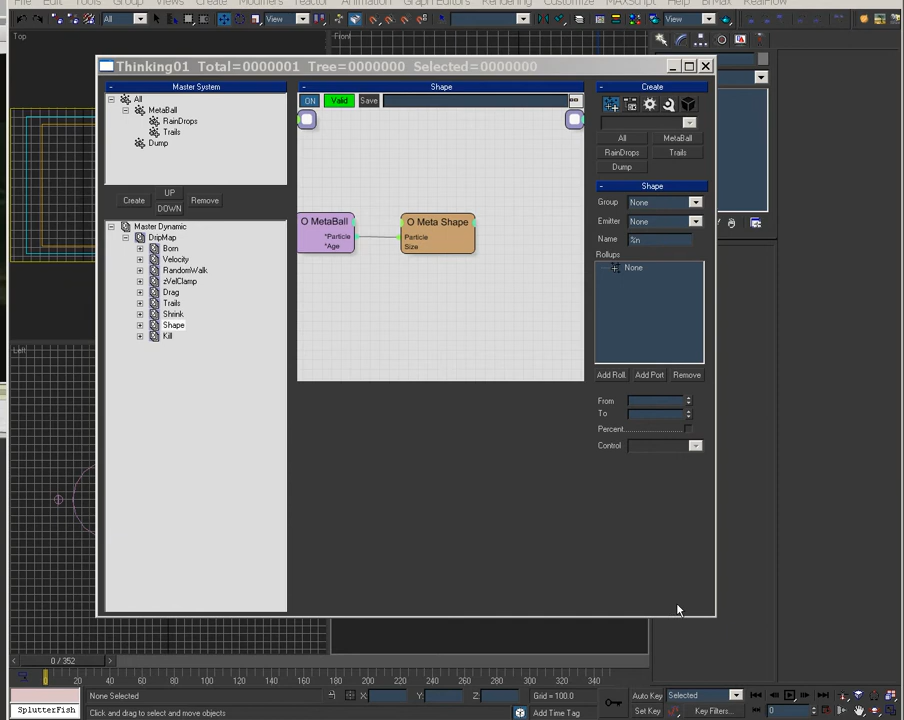 Edit Tools Group Views Create Modifiers Reactor Animation Graph Editors Rendering Customize MAXScript Help BMax RealFlow
All View View
Top Front
Thinking01 Total=0000001 Tree=0000000 Selected=0000000
Master System Shape Create
All ON Valid Save
MetaBall
RainDrops
Trails
Dump
All MetaBall
RainDrops Trails
Dump
Create UP Remove
DOWN
Shape
Group None
Emitter None
Name %n
Rollups
None
Master Dynamic
DripMap
Born
Velocity
RandomWalk
zVelClamp
Drag
Trails
Shrink
Shape
Kill
O MetaBall
*Particle
*Age
O Meta Shape
Particle
Size
Add Roll. Add Port Remove
From
To
Percent
Control
Left
0 / 352
20 40 60 80 100 120 140 160 180 200 220 240 260 280 300 320 340
None Selected X: Y: Z: Grid = 100.0 Auto Key Selected
SplutterFish Click and drag to select and move objects Add Time Tag Set Key Key Filters... 0